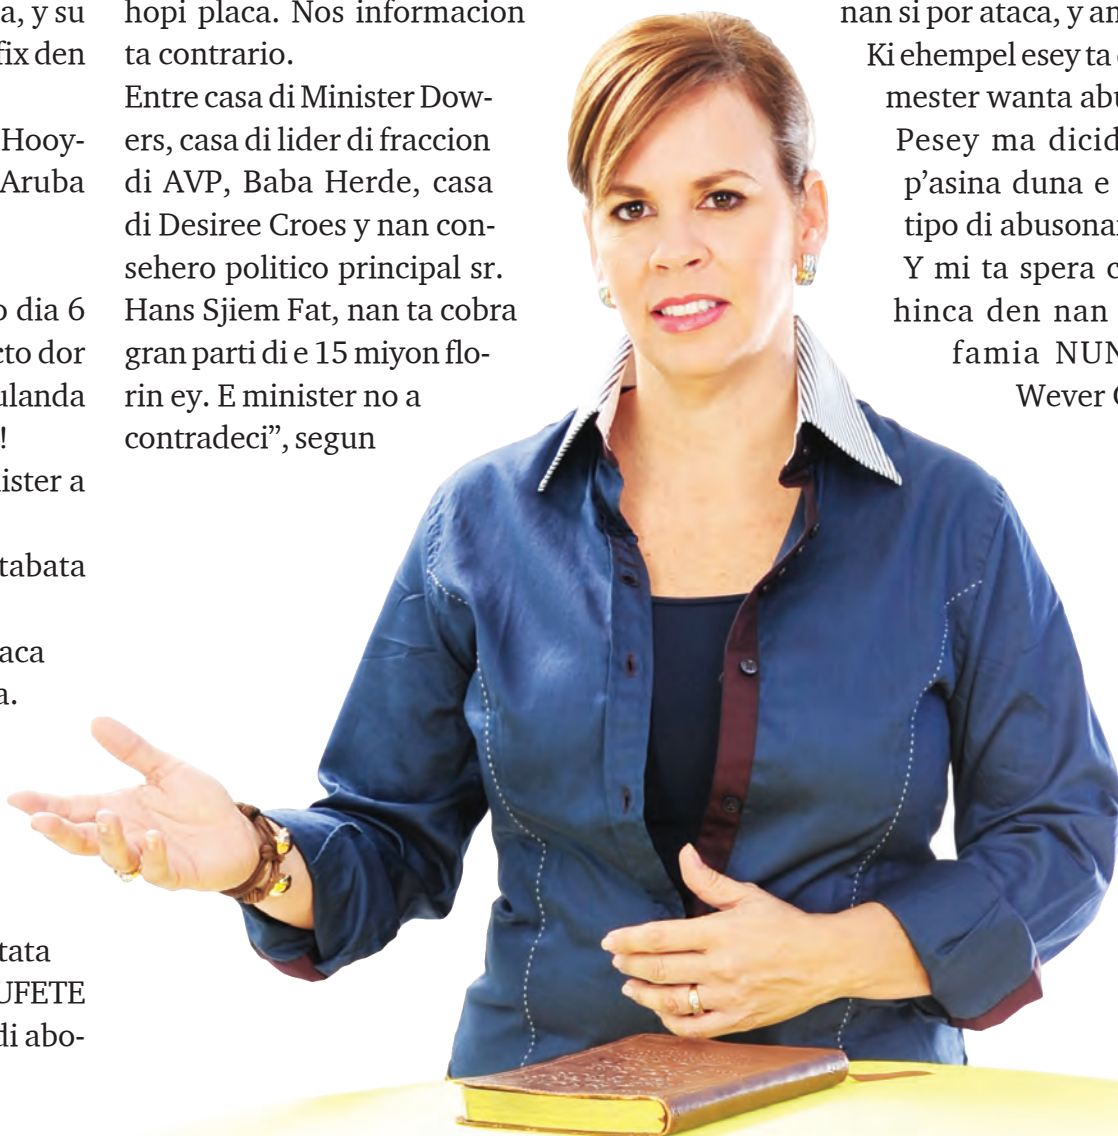 a, y su
fix den
Hooy-
Aruba
o dia 6
cto dor
ulanda
!
ister a
tabata
aca
a.
tata
UFETE
di abo-
hopi placa. Nos informacion
ta contrario.
Entre casa di Minister Dow-
ers, casa di lider di fraccion
di AVP, Baba Herde, casa
di Desiree Croes y nan con-
sehero politico principal sr.
Hans Sjiem Fat, nan ta cobra
gran parti di e 15 miyon flo-
rin ey. E minister no a
contradeci”, segun
nan si por ataca, y an
Ki ehempel esey ta
mester wanta abu
Pesey ma dicid
p’asina duna e
tipo di abusona
Y mi ta spera c
hinca den nan
famia NUN
Wever